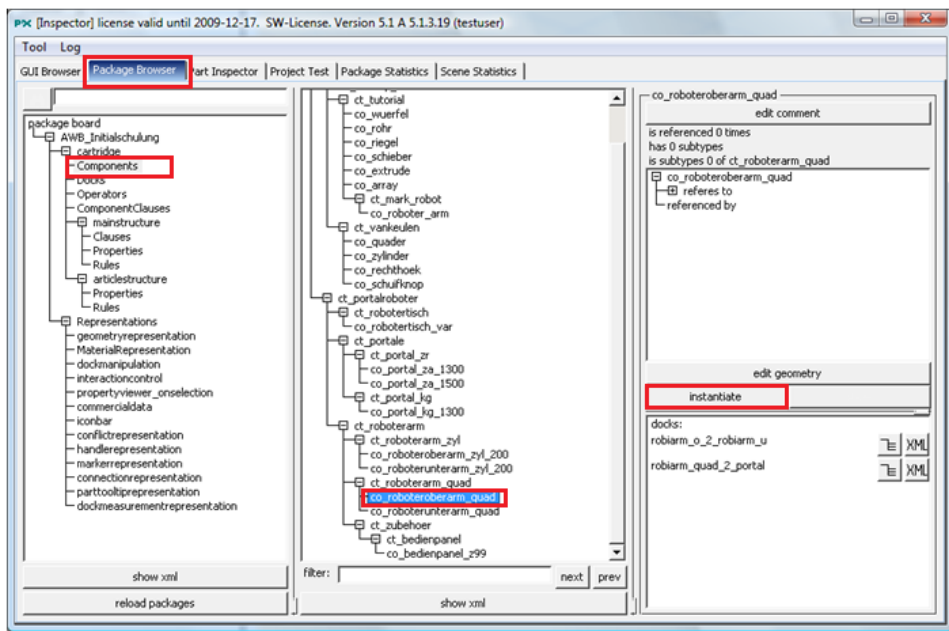 PX [Inspector] license valid until 2009-12-17. SW-License. Version 5.1 A 5.1.3.19 (testuser)
Tool Log
GUI Browser Package Browser art Inspector Project Test Package Statistics Scene Statistics
package board
AWB_Initialschulung
cartridge
Components
Docks
Operators
ComponentClauses
mainstructure
Clauses
Properties
Rules
articlestructure
Properties
Rules
Representations
geometryrepresentation
MaterialRepresentation
dockmanipulation
interactioncontrol
propertyviewer_onselection
commercialdata
iconbar
conflictrepresentation
handlerepresentation
markerrepresentation
connectionrepresentation
parttooltiprepresentation
dockmeasurementrepresentation
show xml
reload packages
ct_tutorial
co_wuerfel
co_rohr
co_riegel
co_schieber
co_extrude
co_array
ct_mark_robot
co_roboter_arm
ct_vankeulen
co_quader
co_zylinder
co_rechthoek
co_schuifknop
ct_portalroboter
ct_robotertisch
co_robotertisch_var
ct_portale
ct_portal_zr
co_portal_za_1300
co_portal_za_1500
ct_portal_kg
co_portal_kg_1300
ct_roboterarm
ct_roboterarm_zyl
co_roboteroberarm_zyl_200
co_roboterunterarm_zyl_200
ct_roboterarm_quad
co_roboteroberarm_quad
co_roboterunterarm_quad
ct_zubehoer
ct_bedienpanel
co_bedienpanel_z99
filter: next prev
show xml
co_roboteroberarm_quad
edit comment
is referenced 0 times
has 0 subtypes
is subtypes 0 of ct_roboterarm_quad
co_roboteroberarm_quad
referes to
referenced by
edit geometry
instantiate
docks:
robiarm_o_2_robiarm_u XML
robiarm_quad_2_portal XML